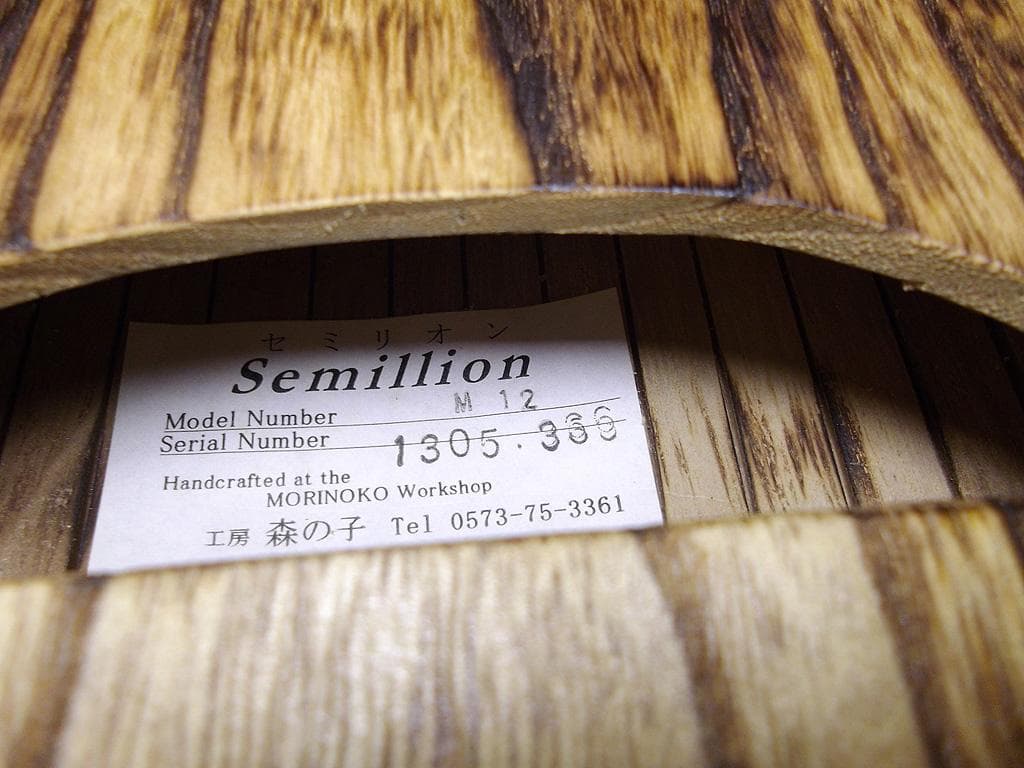 セミリオン
Semillion
Model Number M 12
Serial Number 1305.
Handcrafted at the
MORINOKO Workshop
工房 森の子 Tel 0573-75-3361